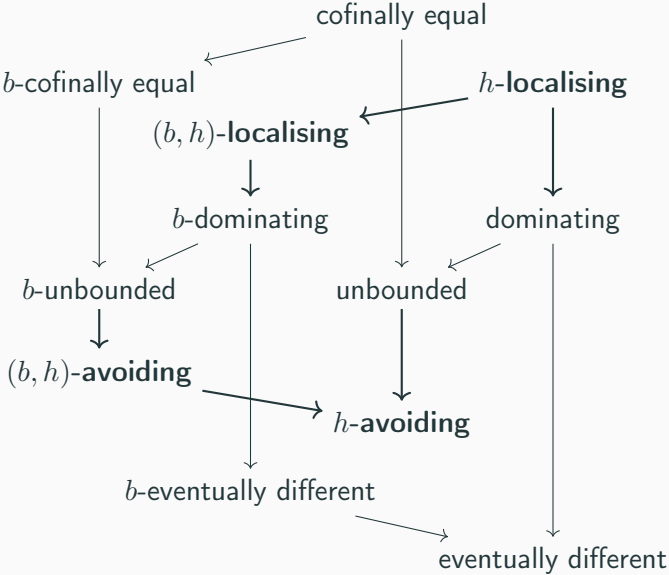 cofinally equal
b-cofinally equal
h-localising
(b, h)-localising
b-dominating
dominating
b-unbounded
unbounded
(b, h)-avoiding
h-avoiding
b-eventually different
eventually different